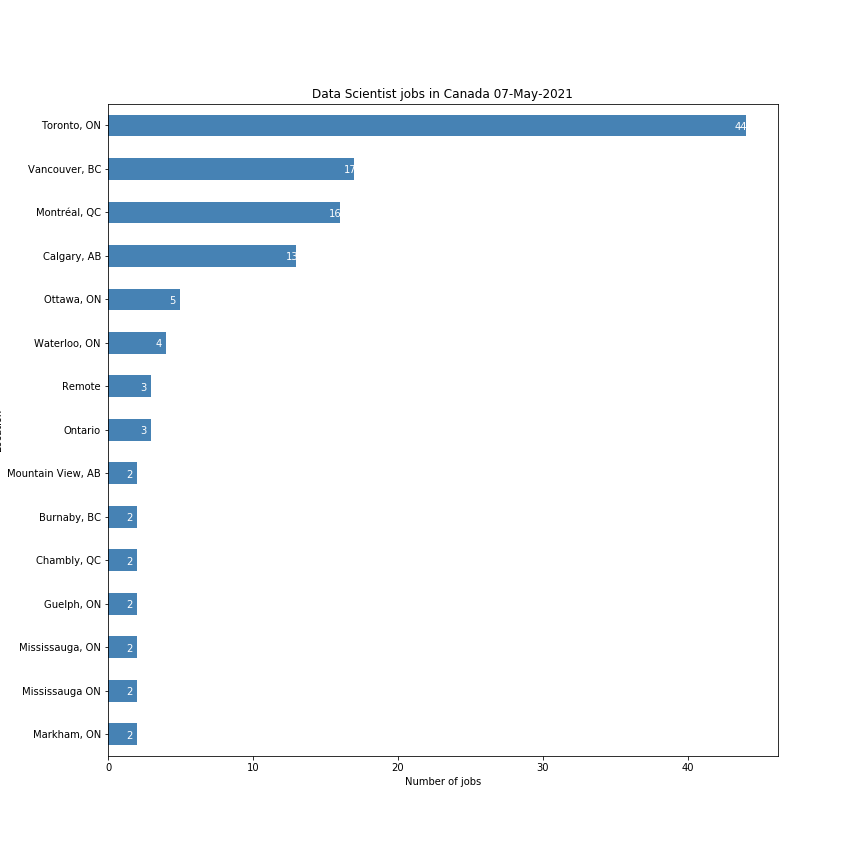 Data Scientist jobs in Canada 07-May-2021
Toronto, ON 44
Vancouver, BC 17
Montréal, QC 16
Calgary, AB 13
Ottawa, ON 5
Waterloo, ON 4
Remote 3
Ontario 3
Mountain View, AB 2
Burnaby, BC 2
Chambly, QC 2
Guelph, ON 2
Mississauga, ON 2
Mississauga ON 2
Markham, ON 2
0 10 20 30 40
Number of jobs